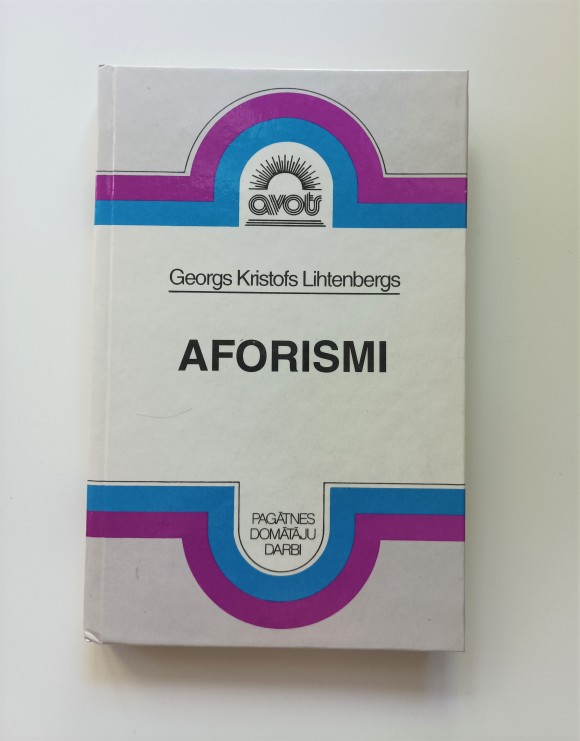 avots
Georgs Kristofs Lihtenbergs
AFORISMI
PAGĀTNES
DOMĀTĀJU
DARBI